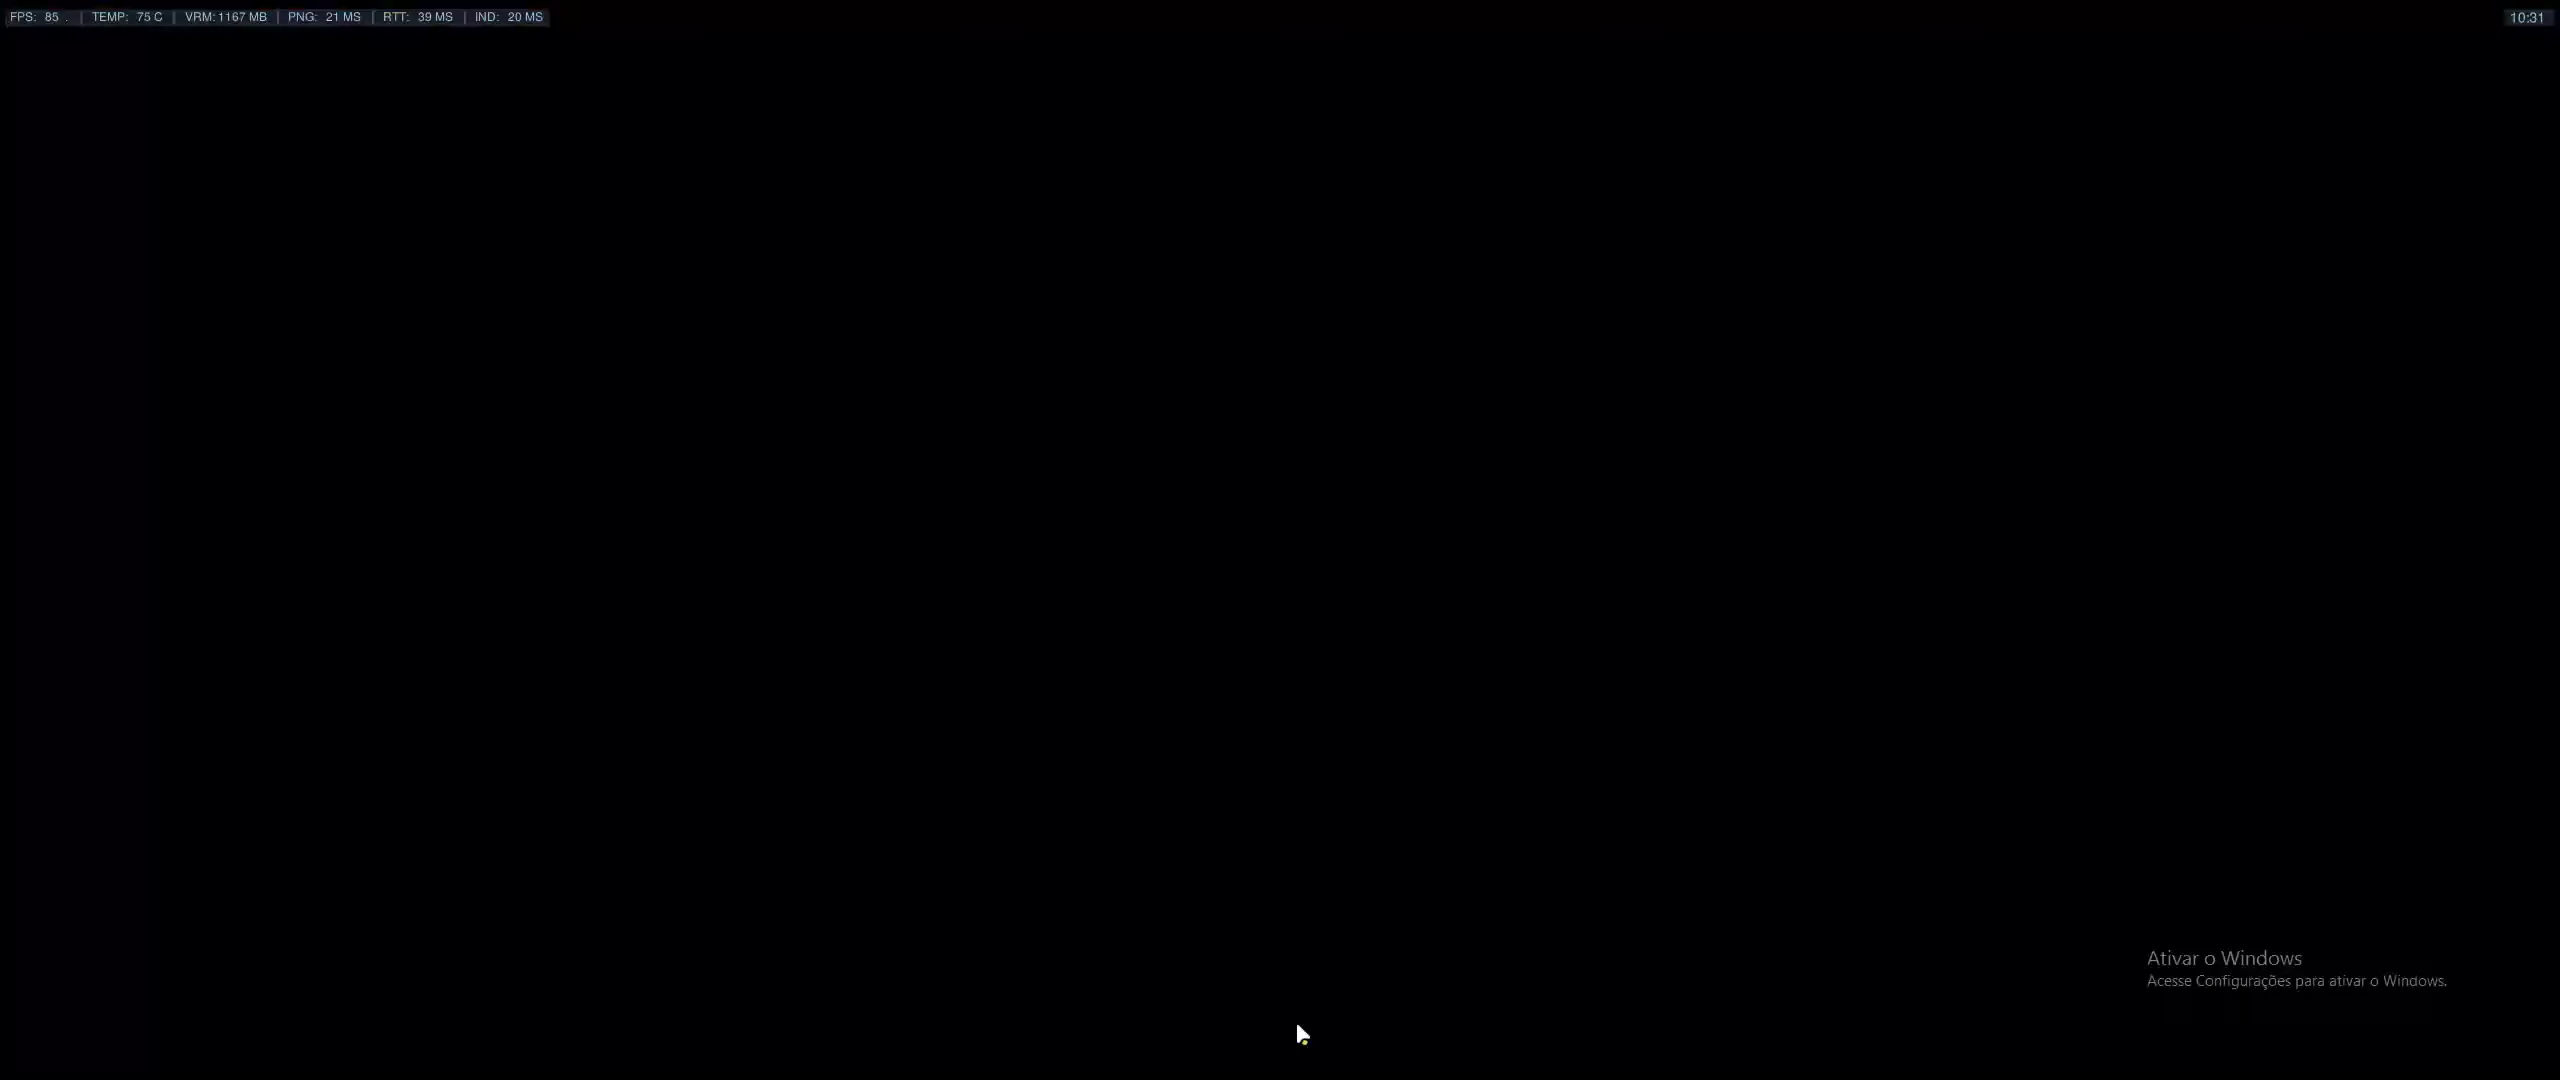 FPS: 85 . | TEMP: 75 C | VRM: 1167 MB | PNG: 21 MS | RTT: 39 MS | IND: 20 MS
10:31
Ativar o Windows
Acesse Configurações para ativar o Windows.